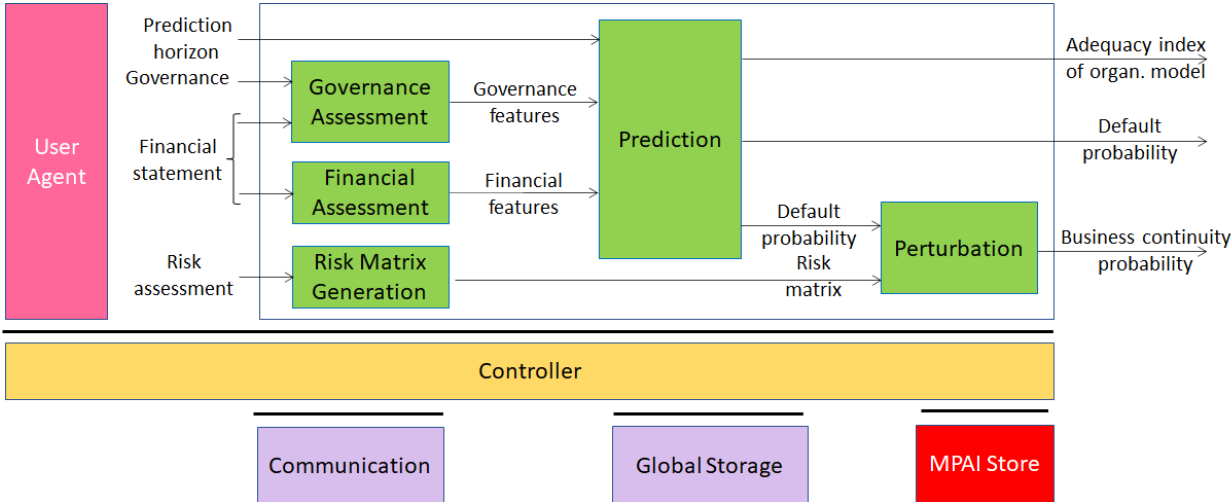 User
Agent
Prediction
horizon
Governance
Financial
statement
Risk
assessment
Governance
Assessment
Financial
Assessment
Risk Matrix
Generation
Governance
features
Financial
features
Prediction
Default
probability
Risk
matrix
Perturbation
Adequacy index
of organ. model
Default
probability
Business continuity
probability
Controller
Communication
Global Storage
MPAI Store